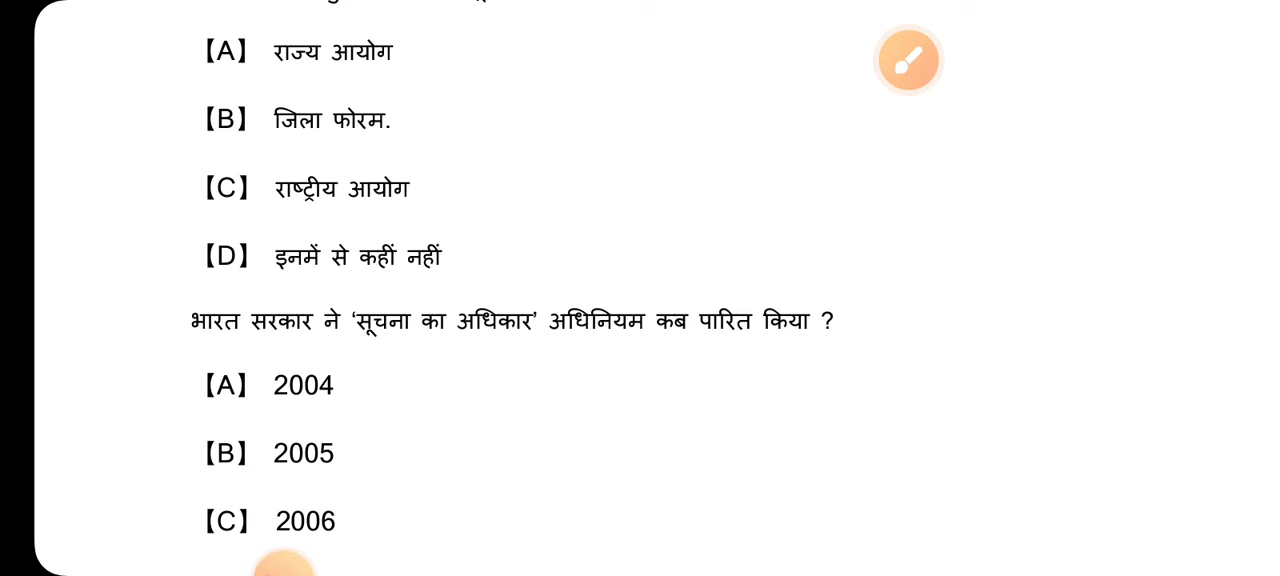 【A】 राज्य आयोग
【B】 जिला फोरम.
【C】 राष्ट्रीय आयोग
【D】 इनमें से कहीं नहीं
भारत सरकार ने ‘सूचना का अधिकार’ अधिनियम कब पारित किया ?
【A】 2004
【B】 2005
【C】 2006